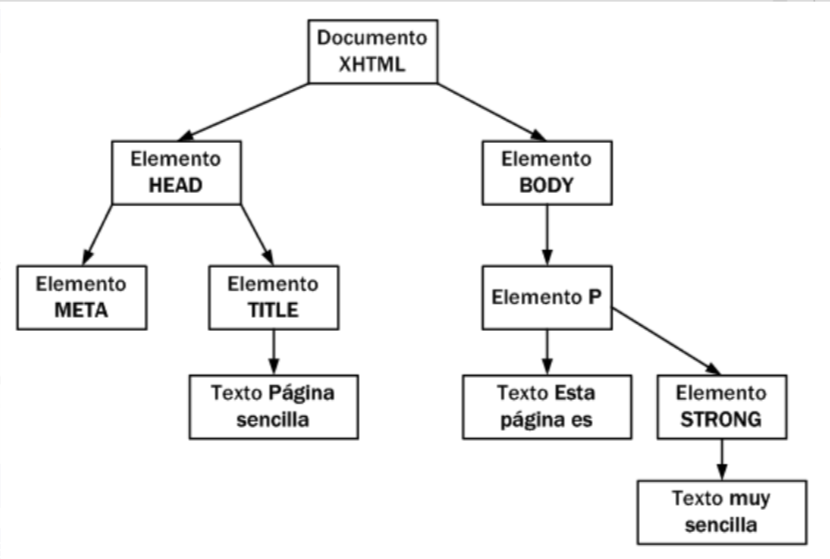 Documento
XHTML
Elemento
HEAD
Elemento
BODY
Elemento
META
Elemento
TITLE
Elemento P
Texto Página
sencilla
Texto Esta
página es
Elemento
STRONG
Texto muy
sencilla